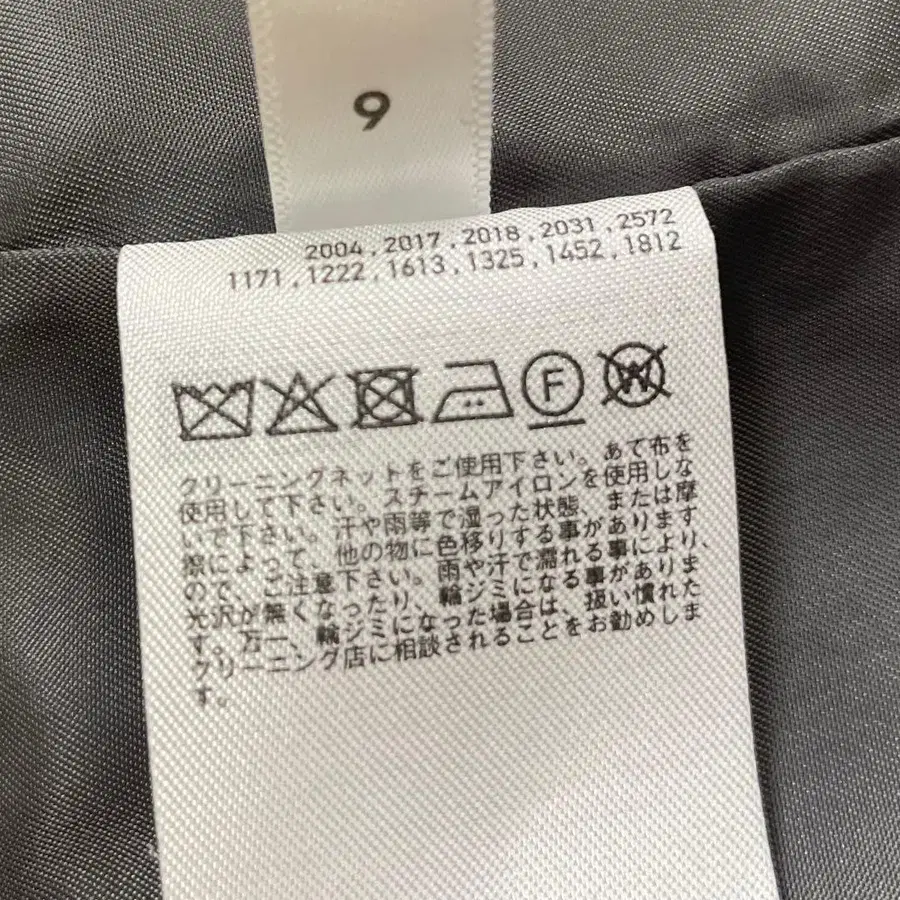 9
2004,2017,2018,2031,2572
1171,1222,1613,1325,1452,1812
F W
クリーニングネットをご使用下さい。あて布を
使用して下さい。スチームアイロンを使用しな
いで下さい。汗や雨等で湿った状態、または摩
擦によって、他の物に色移りする事があります
ので、ご注意下さい。雨や汗で濡れる事により、
光沢が無くなったり、輪ジミになる事がありま
す。万一、輪ジミになった場合は、扱い慣れた
クリーニング店に相談されることをお勧めしま
す。